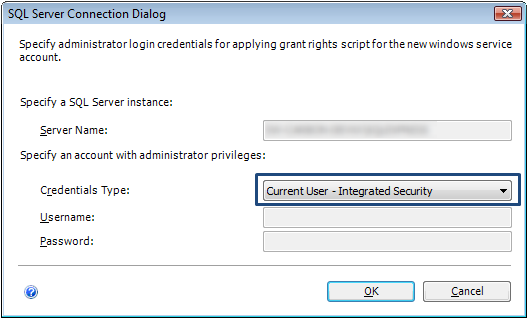 SQL Server Connection Dialog
Specify administrator login credentials for applying grant rights script for the new windows service
account.
Specify a SQL Server instance:
Server Name:
Specify an account with administrator privileges:
Credentials Type:
Current User - Integrated Security
Username:
Password:
?
OK
Cancel